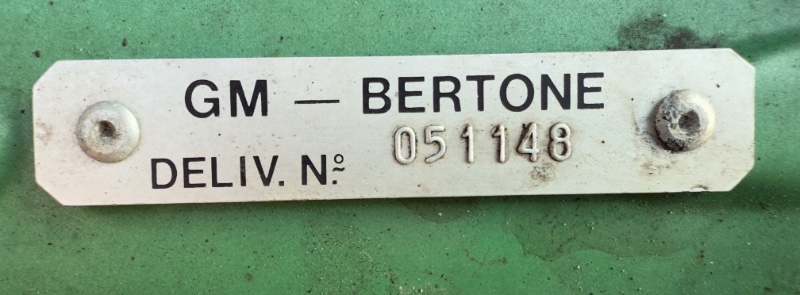 GM — BERTONE
DELIV. Nº 051148